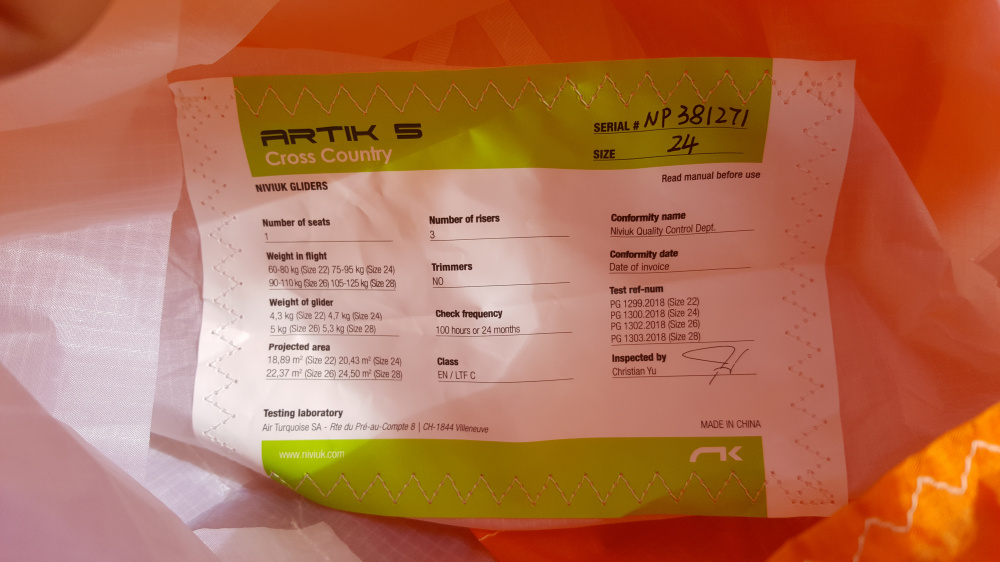 ARTIK 5
Cross Country
SERIAL # NP 381271
SIZE 24
Read manual before use
NIVIUK GLIDERS
Number of seats
1
Weight in flight
60-80 kg (Size 22) 75-95 kg (Size 24)
90-110 kg (Size 26) 105-125 kg (Size 28)
Weight of glider
4,3 kg (Size 22) 4,7 kg (Size 24)
5 kg (Size 26) 5,3 kg (Size 28)
Projected area
18,89 m² (Size 22) 20,43 m² (Size 24)
22,37 m² (Size 26) 24,50 m² (Size 28)
Number of risers
3
Trimmers
NO
Check frequency
100 hours or 24 months
Class
EN / LTF C
Conformity name
Niviuk Quality Control Dept.
Conformity date
Date of invoice
Test ref-num
PG 1299.2018 (Size 22)
PG 1300.2018 (Size 24)
PG 1302.2018 (Size 26)
PG 1303.2018 (Size 28)
Inspected by
Christian Yu
Testing laboratory
Air Turquoise SA - Rte du Pré-au-Compte 8 | CH-1844 Villeneuve
MADE IN CHINA
www.niviuk.com